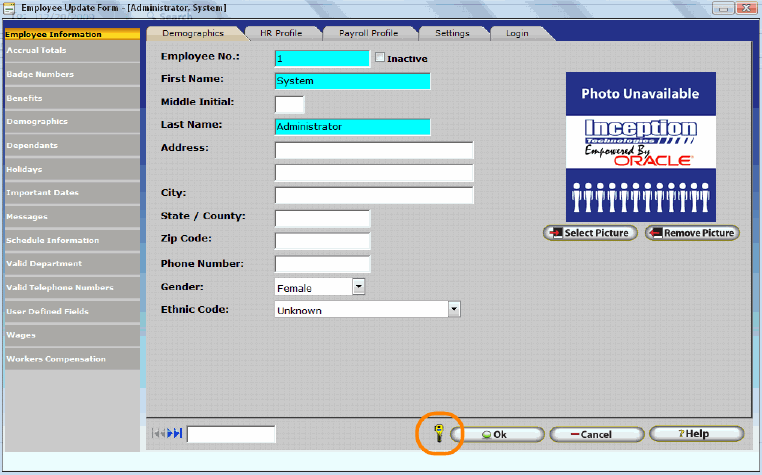 Employee Update Form - [Administrator, System]
Employee Information
Accrual Totals
Badge Numbers
Benefits
Demographics
Dependants
Holidays
Important Dates
Messages
Schedule Information
Valid Department
Valid Telephone Numbers
User Defined Fields
Wages
Workers Compensation
Demographics HR Profile Payroll Profile Settings Login
Employee No.: 1 Inactive
First Name: System
Middle Initial:
Last Name: Administrator
Address:
City:
State / County:
Zip Code:
Phone Number:
Gender: Female
Ethnic Code: Unknown
Photo Unavailable
Inception
Technologies
Empowered By
ORACLE
Select Picture Remove Picture
Ok Cancel ?Help